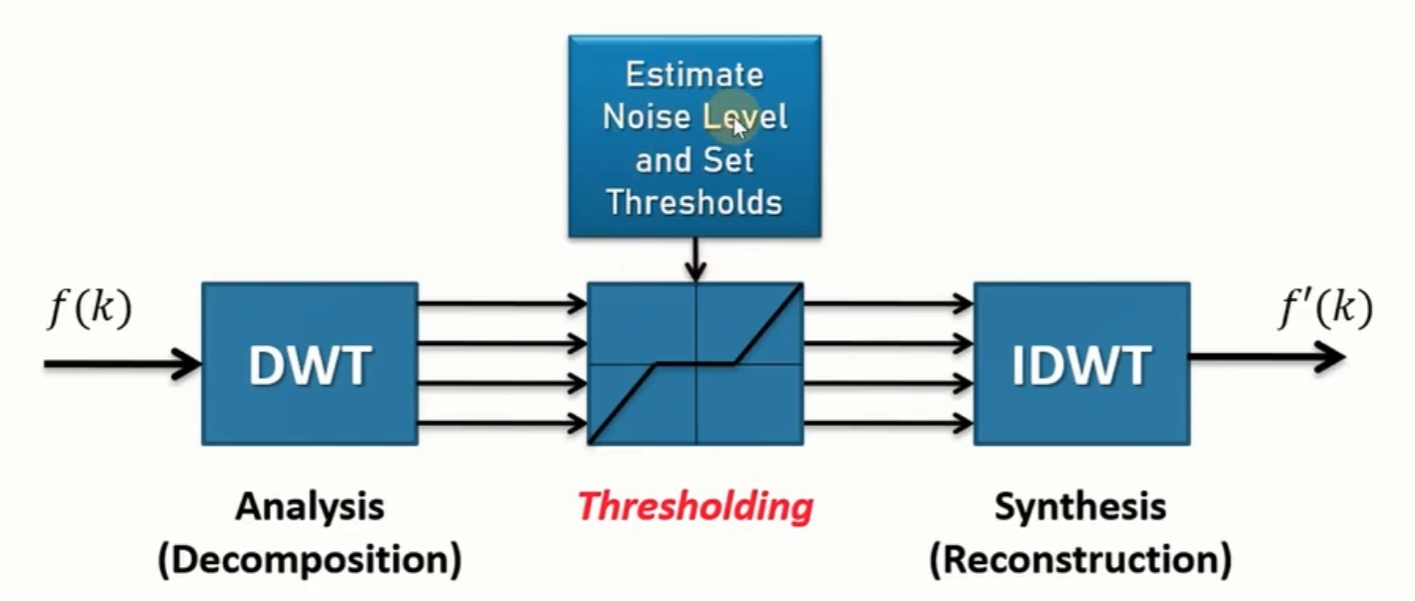 Estimate
Noise Level
and Set
Thresholds
f(k)
DWT
IDWT
f′(k)
Analysis
(Decomposition)
Thresholding
Synthesis
(Reconstruction)